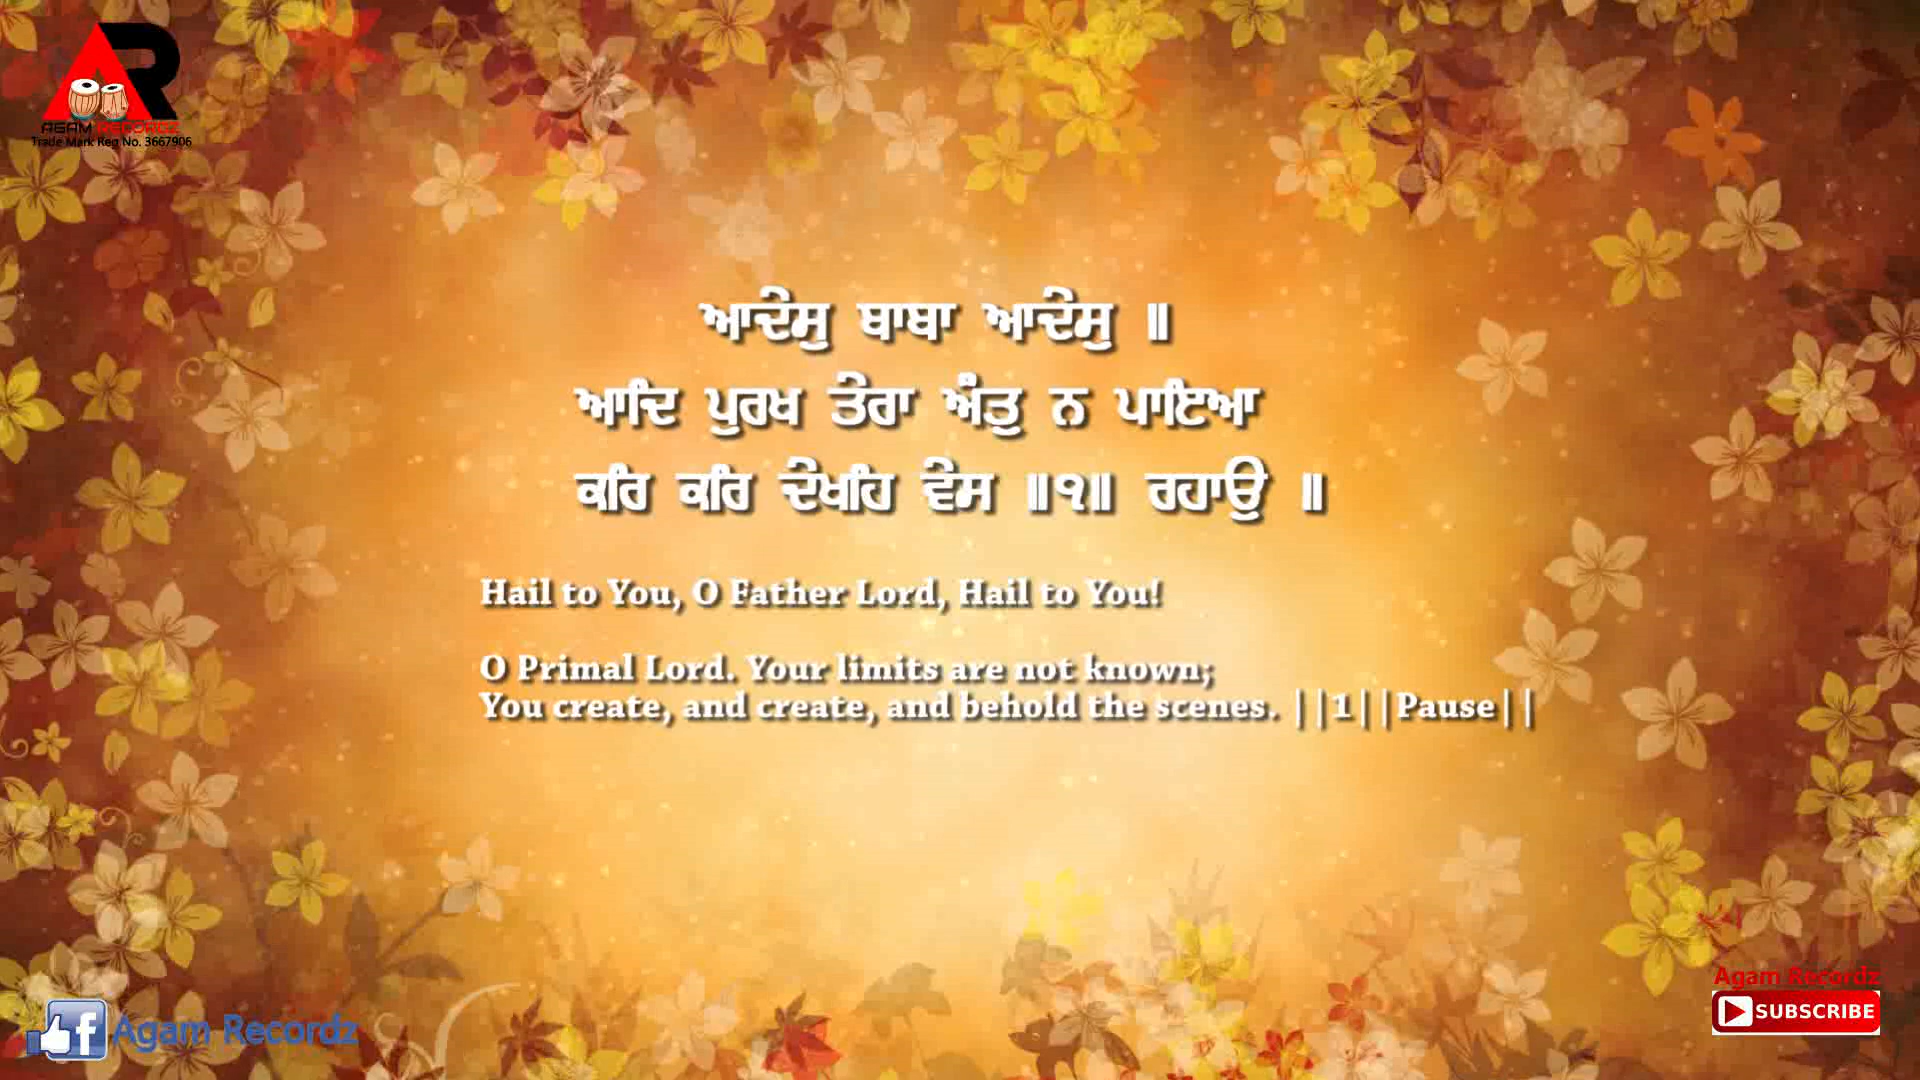 AGAM RECORDZ
Trade Mark Reg No. 3667906
ਆਦੇਸੁ ਬਾਬਾ ਆਦੇਸੁ ॥
ਆਦਿ ਪੁਰਖ ਤੇਰਾ ਅੰਤੁ ਨ ਪਾਇਆ
ਕਰਿ ਕਰਿ ਦੇਖਹਿ ਵੇਸ ॥੧॥ ਰਹਾਉ ॥
Hail to You, O Father Lord, Hail to You!
O Primal Lord. Your limits are not known;
You create, and create, and behold the scenes. ||1||Pause||
Agam Recordz
SUBSCRIBE
f Agam Recordz